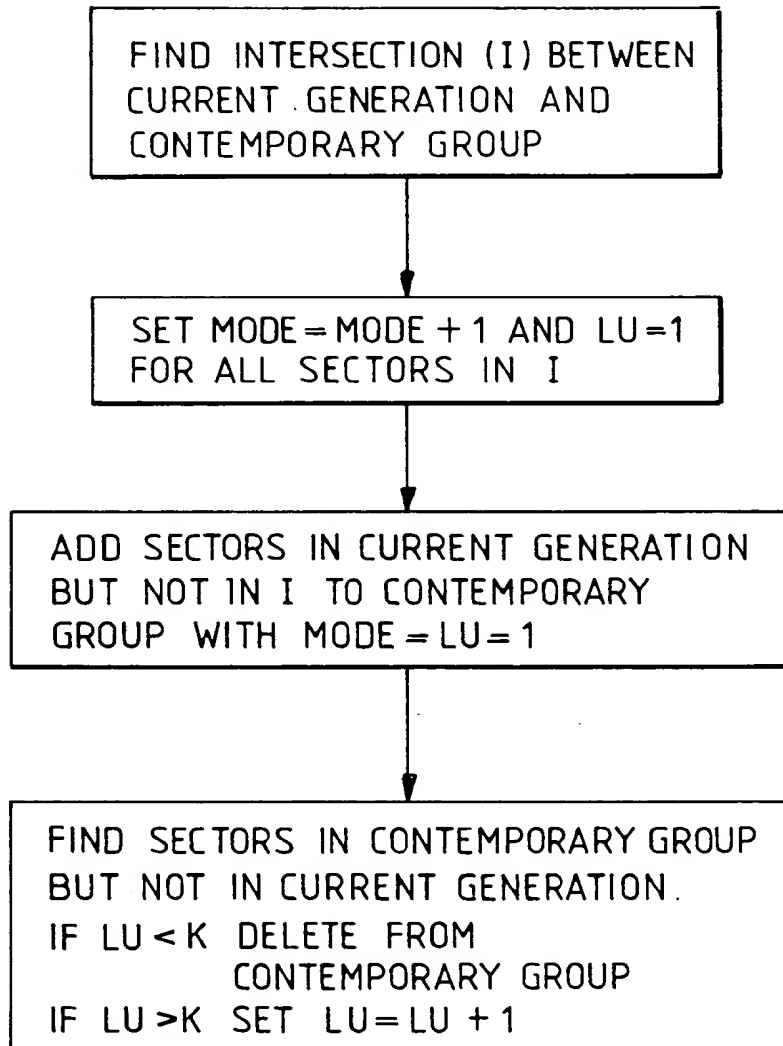 FIND INTERSECTION (I) BETWEEN
CURRENT GENERATION AND
CONTEMPORARY GROUP
SET MODE=MODE+1 AND LU=1
FOR ALL SECTORS IN I
ADD SECTORS IN CURRENT GENERATION
BUT NOT IN I TO CONTEMPORARY
GROUP WITH MODE=LU=1
FIND SECTORS IN CONTEMPORARY GROUP
BUT NOT IN CURRENT GENERATION.
IF LU<K DELETE FROM
CONTEMPORARY GROUP
IF LU>K SET LU=LU+1